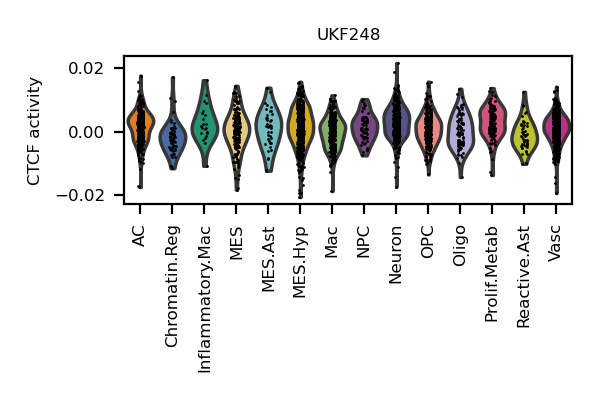 UKF248
CTCF activity
0.02
0.00
−0.02
AC
Chromatin.Reg
Inflammatory.Mac
MES
MES.Ast
MES.Hyp
Mac
NPC
Neuron
OPC
Oligo
Prolif.Metab
Reactive.Ast
Vasc